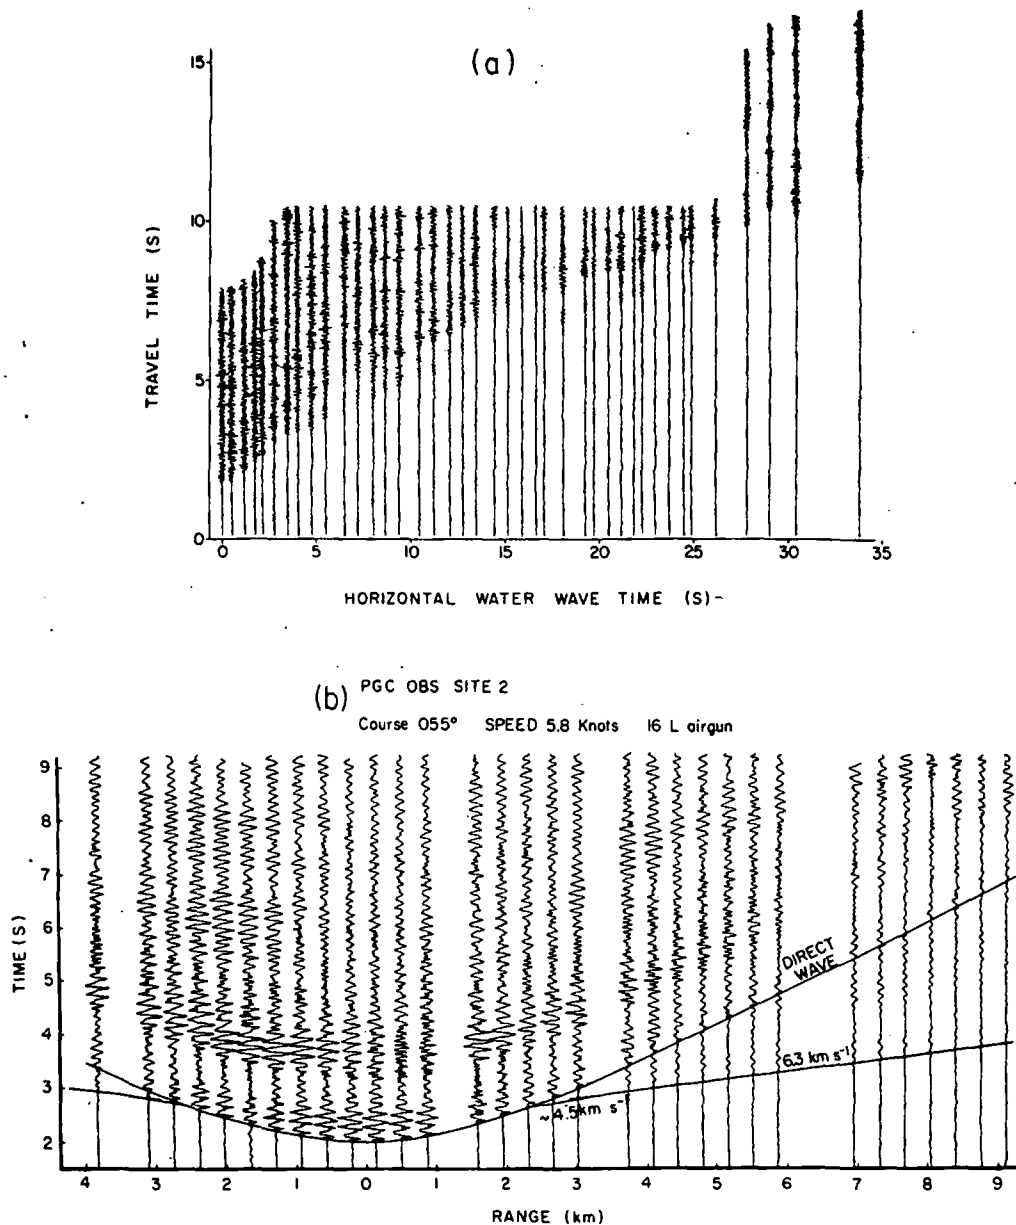 (a)
15
10
5
0
TRAVEL TIME (S)
0 5 10 15 20 25 30 35
HORIZONTAL WATER WAVE TIME (S)-
(b) PGC OBS SITE 2
Course 055° SPEED 5.8 Knots 16 L airgun
9
8
7
6
5
4
3
2
TIME (S)
DIRECT
WAVE
6.3 km s⁻¹
~4.5 km s⁻¹
4 3 2 1 0 1 2 3 4 5 6 7 8 9
RANGE (km)